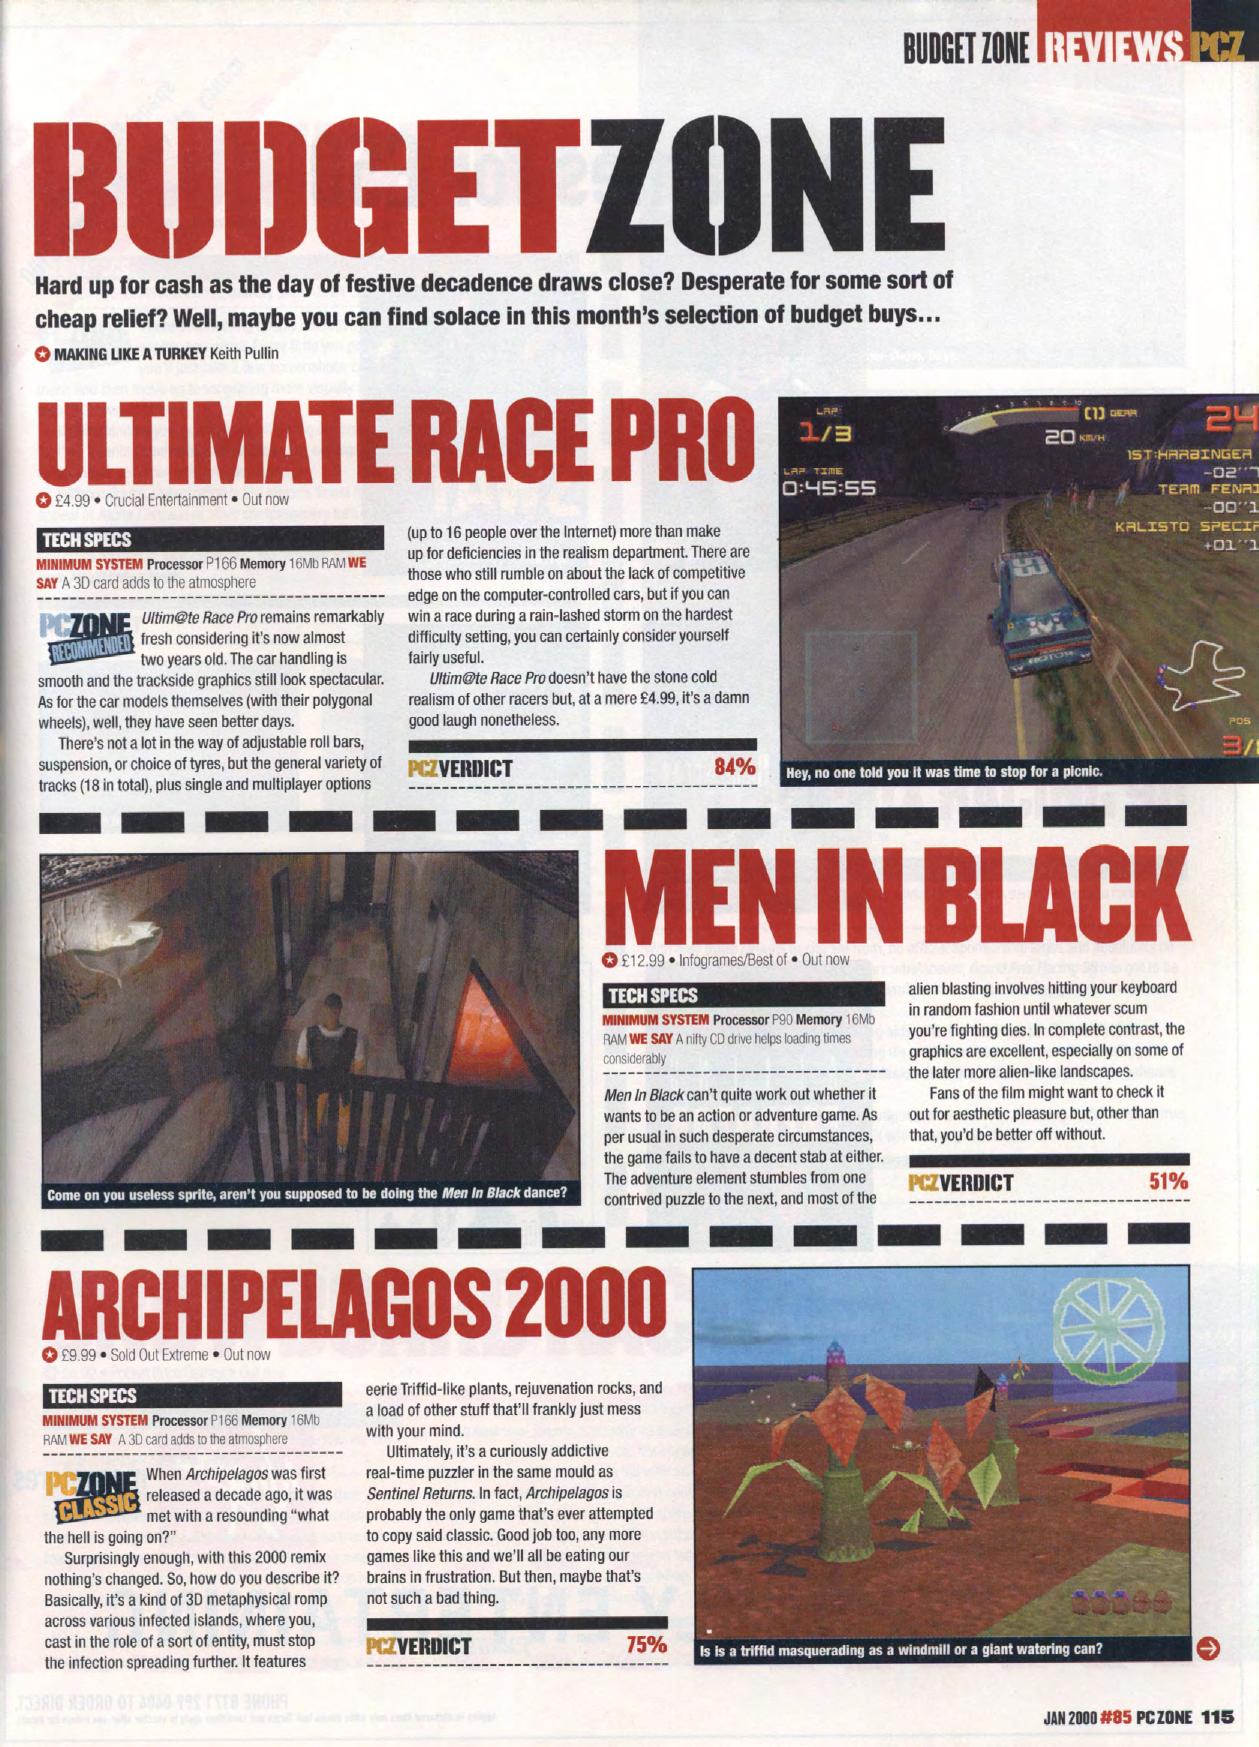 BUDGET ZONE REVIEWS PCZ
BUDGETZONE
Hard up for cash as the day of festive decadence draws close? Desperate for some sort of
cheap relief? Well, maybe you can find solace in this month's selection of budget buys...
MAKING LIKE A TURKEY Keith Pullin
ULTIMATE RACE PRO
£4.99 • Crucial Entertainment • Out now
TECH SPECS
MINIMUM SYSTEM Processor P166 Memory 16Mb RAM WE
SAY A 3D card adds to the atmosphere
PCZONE
RECOMMENDED
Ultim@te Race Pro remains remarkably
fresh considering it's now almost
two years old. The car handling is
smooth and the trackside graphics still look spectacular.
As for the car models themselves (with their polygonal
wheels), well, they have seen better days.
There's not a lot in the way of adjustable roll bars,
suspension, or choice of tyres, but the general variety of
tracks (18 in total), plus single and multiplayer options
(up to 16 people over the Internet) more than make
up for deficiencies in the realism department. There are
those who still rumble on about the lack of competitive
edge on the computer-controlled cars, but if you can
win a race during a rain-lashed storm on the hardest
difficulty setting, you can certainly consider yourself
fairly useful.
Ultim@te Race Pro doesn't have the stone cold
realism of other racers but, at a mere £4.99, it's a damn
good laugh nonetheless.
PCZVERDICT 84%
LAP
1/3
LAP TIME
0:45:55
(1) GEAR
20 KM/H
24
1ST:HARBINGER
-02"7
TEAM FENRI
-00"1
KALISTO SPECIF
+01"1
POS
3/
Hey, no one told you it was time to stop for a picnic.
Come on you useless sprite, aren't you supposed to be doing the Men In Black dance?
MEN IN BLACK
£12.99 • Infogrames/Best of • Out now
TECH SPECS
MINIMUM SYSTEM Processor P90 Memory 16Mb
RAM WE SAY A nifty CD drive helps loading times
considerably
Men In Black can't quite work out whether it
wants to be an action or adventure game. As
per usual in such desperate circumstances,
the game fails to have a decent stab at either.
The adventure element stumbles from one
contrived puzzle to the next, and most of the
alien blasting involves hitting your keyboard
in random fashion until whatever scum
you're fighting dies. In complete contrast, the
graphics are excellent, especially on some of
the later more alien-like landscapes.
Fans of the film might want to check it
out for aesthetic pleasure but, other than
that, you'd be better off without.
PCZVERDICT 51%
ARCHIPELAGOS 2000
£9.99 • Sold Out Extreme • Out now
TECH SPECS
MINIMUM SYSTEM Processor P166 Memory 16Mb
RAM WE SAY A 3D card adds to the atmosphere
PCZONE
CLASSIC
When Archipelagos was first
released a decade ago, it was
met with a resounding "what
the hell is going on?"
Surprisingly enough, with this 2000 remix
nothing's changed. So, how do you describe it?
Basically, it's a kind of 3D metaphysical romp
across various infected islands, where you,
cast in the role of a sort of entity, must stop
the infection spreading further. It features
eerie Triffid-like plants, rejuvenation rocks, and
a load of other stuff that'll frankly just mess
with your mind.
Ultimately, it's a curiously addictive
real-time puzzler in the same mould as
Sentinel Returns. In fact, Archipelagos is
probably the only game that's ever attempted
to copy said classic. Good job too, any more
games like this and we'll all be eating our
brains in frustration. But then, maybe that's
not such a bad thing.
PCZVERDICT 75%
Is is a triffid masquerading as a windmill or a giant watering can?
JAN 2000 #85 PC ZONE 115